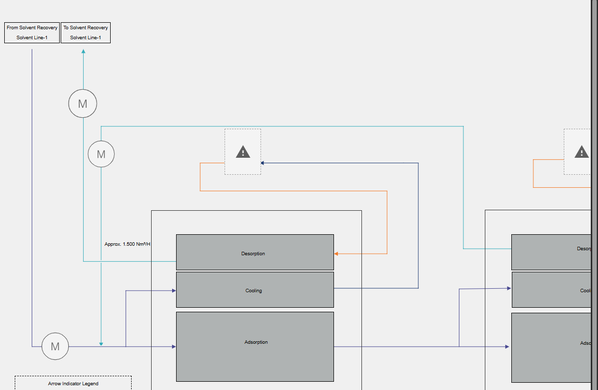 From Solvent Recovery
Solvent Line-1
To Solvent Recovery
Solvent Line-1
M
M
Approx. 1.500 Nm³/H
Desorption
Cooling
Adsorption
M
Arrow Indicator Legend